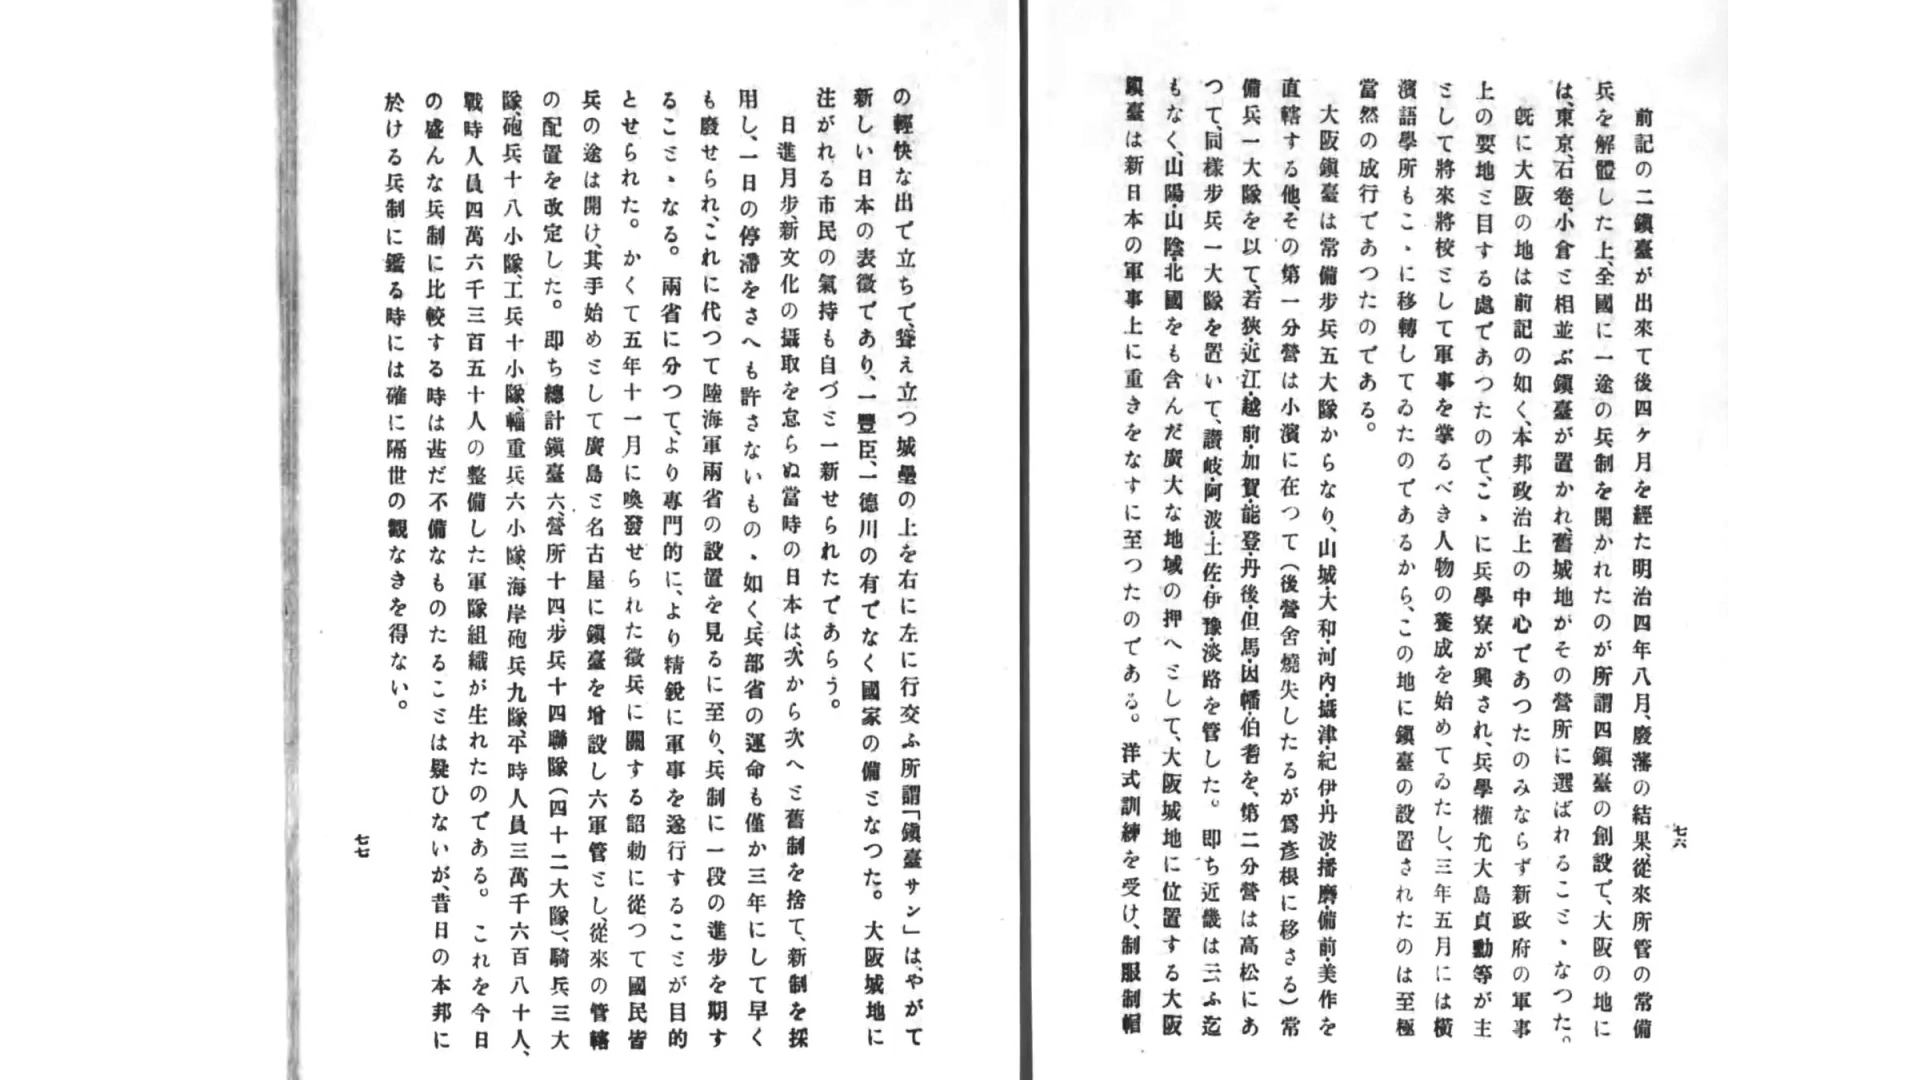 前記の二鎭臺が出來て後四ケ月を經た明治四年八月、廢藩の結果從來所管の常備
兵を解體した上、全國に一途の兵制を開かれたのが所謂四鎭臺の創設で、大阪の地に
は、東京、石卷、小倉と相並ぶ鎭臺が置かれ、舊城地がその營所に選ばれることゝなつた。
旣に大阪の地は前記の如く、本邦政治上の中心であつたのみならず新政府の軍事
上の要地と目する處であつたので、こゝに兵學寮が興され、兵學權允大島貞勳等が主
として將來將校として軍事を掌るべき人物の養成を始めてゐたし、三年五月には橫
濱語學所もこゝに移轉してゐたのであるから、この地に鎭臺の設置されたのは至極
當然の成行であつたのである。
大阪鎭臺は常備步兵五大隊からなり、山城・大和・河內・攝津・紀伊・丹波・播磨・備前・美作を
直轄する他、その第一分營は小濱に在つて(後營舍燒失したるが爲彥根に移さる)常
備兵一大隊を以て、若狹・近江・越前・加賀・能登・丹後・但馬・因幡・伯耆を、第二分營は高松にあ
つて、同樣步兵一大隊を置いて、讚岐・阿波・土佐・伊豫・淡路を管した。卽ち近畿は云ふ迄
もなく、山陽・山陰・北國をも含んだ廣大な地域の押へとして、大阪城地に位置する大阪
鎭臺は新日本の軍事上に重きをなすに至つたのである。洋式訓練を受け、制服制帽
七六
の輕快な出で立ちで、聳え立つ城壘の上を右に左に行交ふ所謂「鎭臺サン」は、やがて
新しい日本の表徵であり、一豐臣、一德川の有でなく國家の備となつた。大阪城地に
注がれる市民の氣持も自づと一新せられたであらう。
日進月步、新文化の攝取を怠らぬ當時の日本は、次から次へと舊制を捨て、新制を採
用し、一日の停滯をさへも許さないものゝ如く、兵部省の運命も僅か三年にして早く
も廢せられ、これに代つて陸海軍兩省の設置を見るに至り、兵制に一段の進步を期す
ることゝなる。兩省に分つて、より專門的に、より精銳に軍事を遂行することが目的
とせられた。かくて五年十一月に喚發せられた徵兵に關する詔勅に從つて國民皆
兵の途は開け、其手始めとして廣島と名古屋に鎭臺を增設し六軍管とし、從來の管轄
の配置を改定した。卽ち總計鎭臺六、營所十四、步兵十四聯隊(四十二大隊)、騎兵三大
隊、砲兵十八小隊、工兵十小隊、輜重兵六小隊、海岸砲兵九隊、平時人員三萬千六百八十人、
戰時人員四萬六千三百五十人の整備した軍隊組織が生れたのである。これを今日
の盛んな兵制に比較する時は甚だ不備なものたることは疑ひないが、昔日の本邦に
於ける兵制に鑑る時には確に隔世の觀なきを得ない。
七七